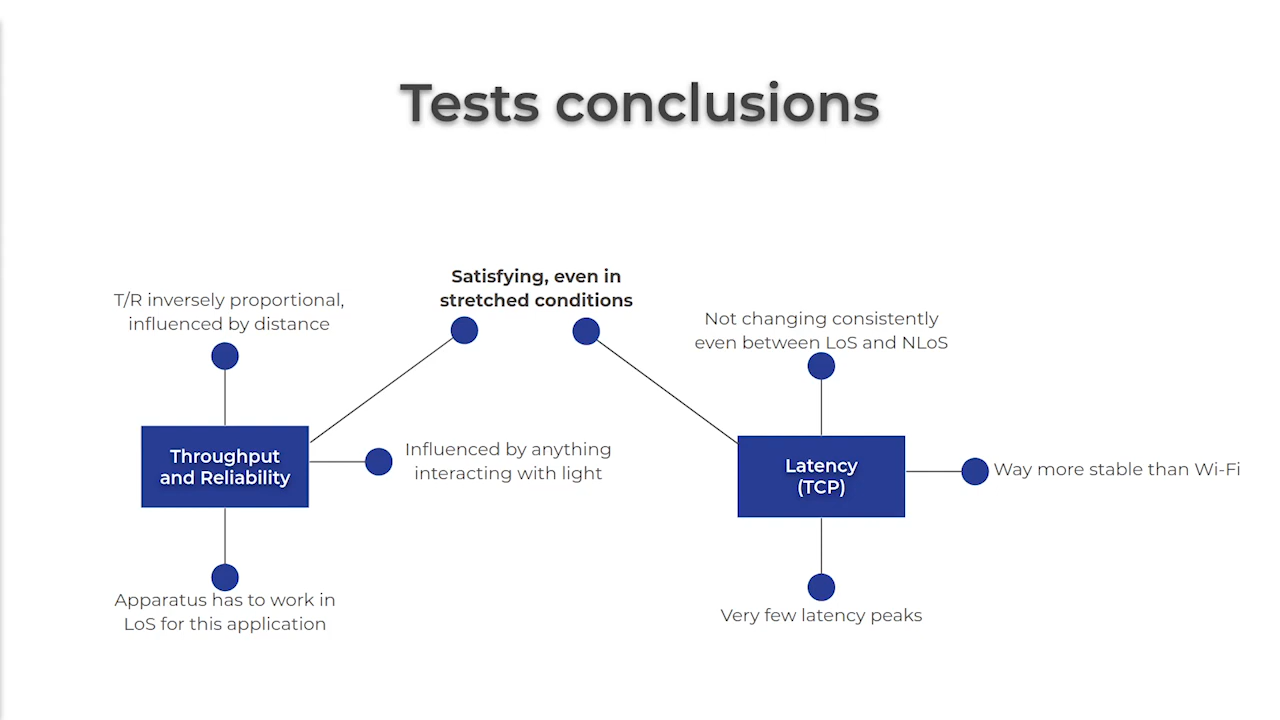 Tests conclusions
Satisfying, even in
stretched conditions
T/R inversely proportional,
influenced by distance
Throughput
and Reliability
Influenced by anything
interacting with light
Apparatus has to work in
LoS for this application
Not changing consistently
even between LoS and NLoS
Latency
(TCP)
Way more stable than Wi-Fi
Very few latency peaks